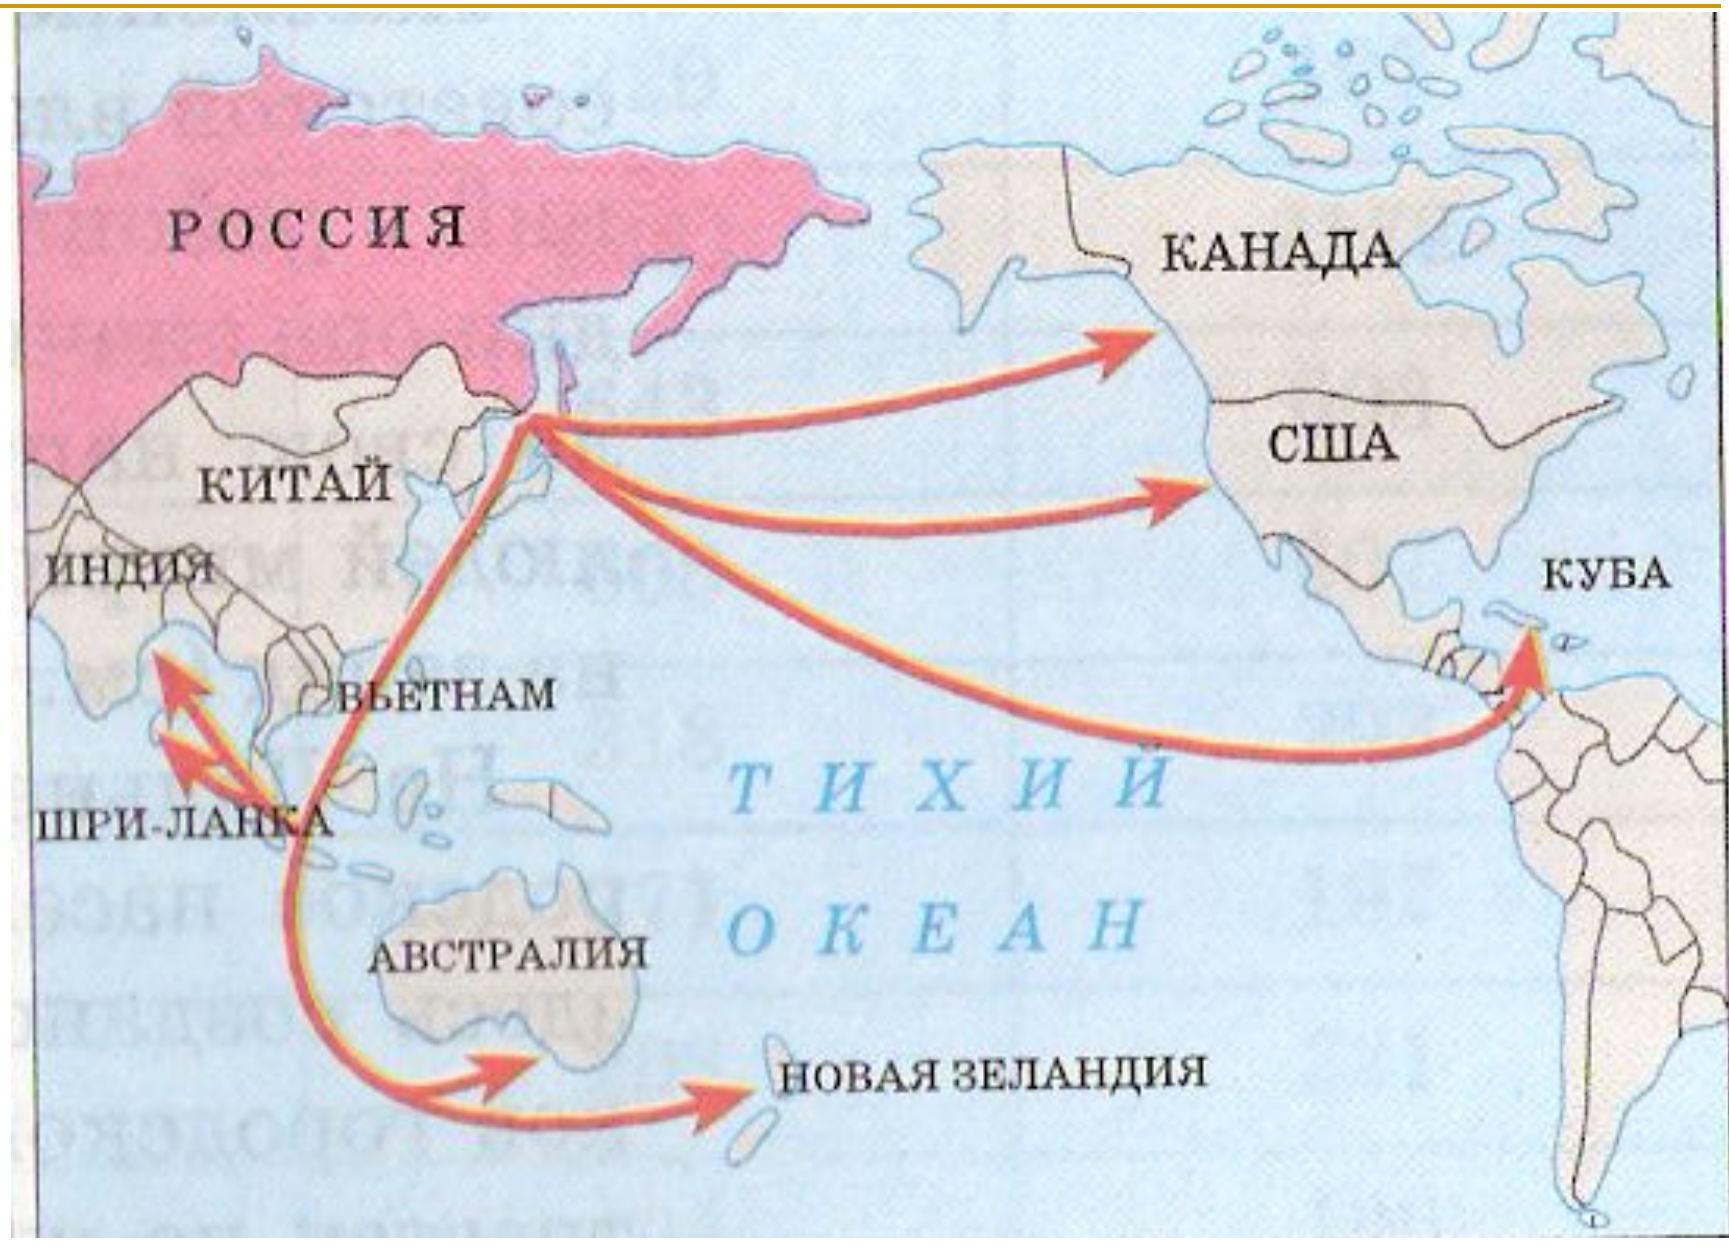 РОССИЯ
КАНАДА
США
КИТАЙ
ИНДИЯ
КУБА
ВЬЕТНАМ
ТИХИЙ
ШРИ-ЛАНКА
ОКЕАН
АВСТРАЛИЯ
НОВАЯ ЗЕЛАНДИЯ